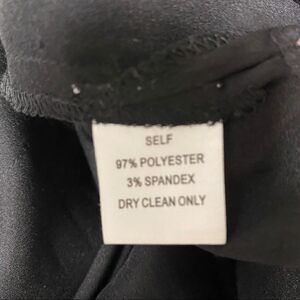 SELF
97% POLYESTER
3% SPANDEX
DRY CLEAN ONLY